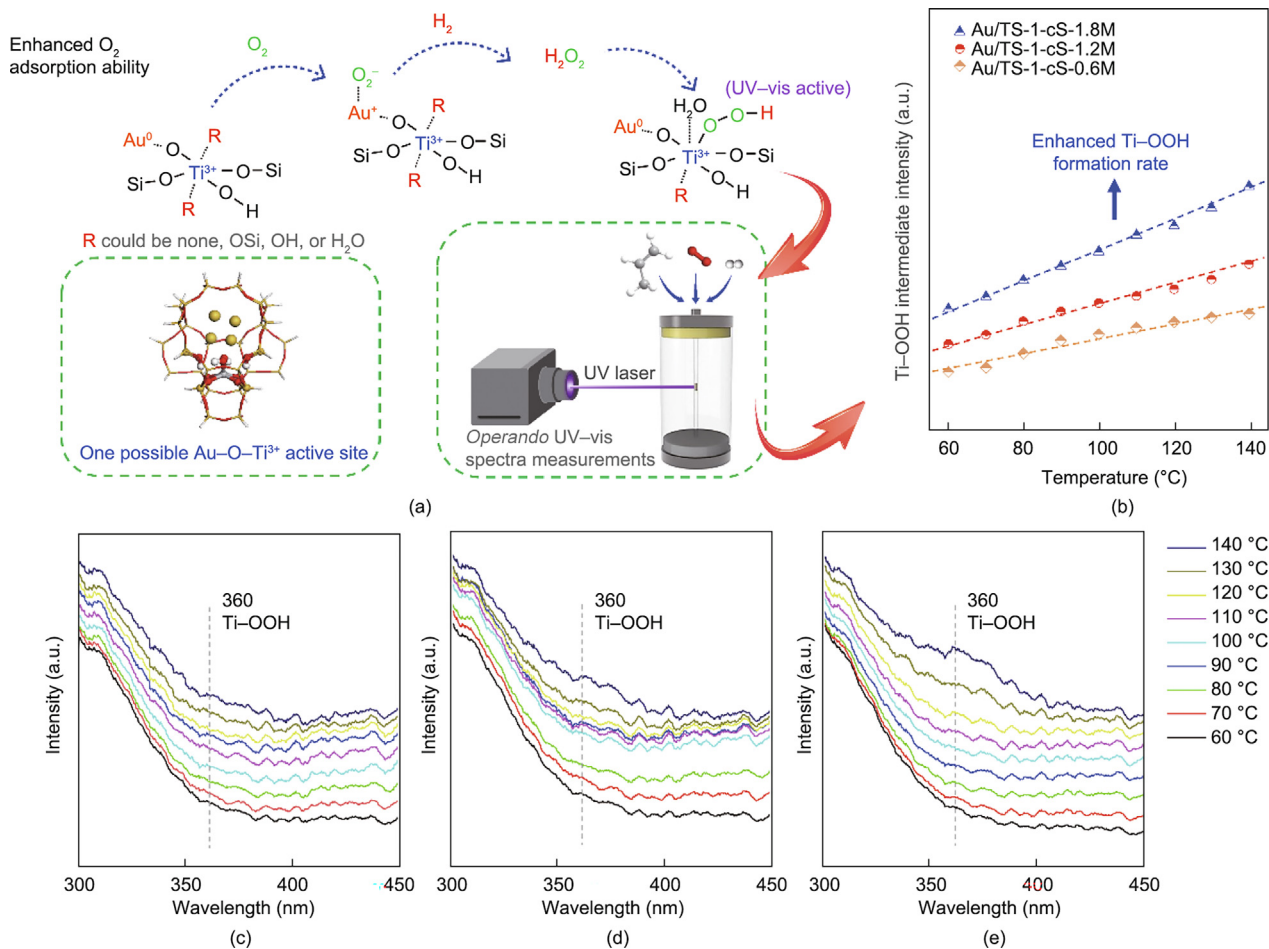 Enhanced O₂
adsorption ability
O₂
H₂
H₂O₂
(UV–vis active)
O₂⁻
Au⁺
R
O
Ti³⁺
O–Si
Si
O
R
O
H
Au⁰
O
R
Ti³⁺
O–Si
Si–O
R
O
H
H₂O
O
O–H
Au⁰
O
Ti³⁺
O–Si
Si
O
R
O
H
R could be none, OSi, OH, or H₂O
One possible Au–O–Ti³⁺ active site
UV laser
Operando UV–vis
spectra measurements
(a)
Ti–OOH intermediate intensity (a.u.)
Au/TS-1-cS-1.8M
Au/TS-1-cS-1.2M
Au/TS-1-cS-0.6M
Enhanced Ti–OOH
formation rate
60 80 100 120 140
Temperature (°C)
(b)
Intensity (a.u.)
360
Ti–OOH
300 350 400 450
Wavelength (nm)
(c)
Intensity (a.u.)
360
Ti–OOH
300 350 400 450
Wavelength (nm)
(d)
Intensity (a.u.)
360
Ti–OOH
300 350 400 450
Wavelength (nm)
(e)
140 °C
130 °C
120 °C
110 °C
100 °C
90 °C
80 °C
70 °C
60 °C